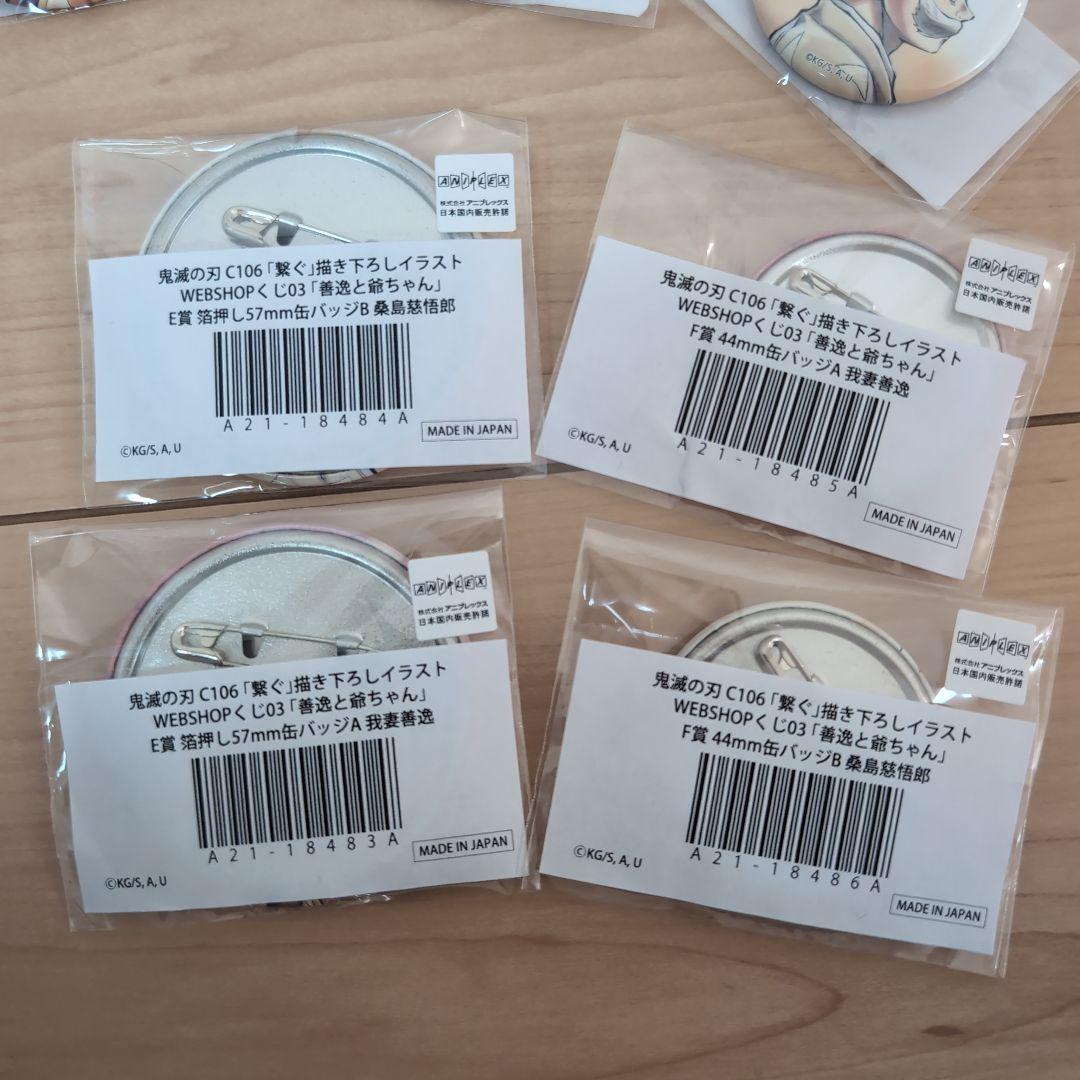 ©KG/S, A, U
ANIPLEX
株式会社アニプレックス
日本国内販売許諾
鬼滅の刃 C106 「繋ぐ」描き下ろしイラスト
WEBSHOPくじ03 「善逸と爺ちゃん」
E賞 箔押し57mm缶バッジB 桑島慈悟郎
A21-18484A
MADE IN JAPAN
©KG/S, A, U
ANIPLEX
株式会社アニプレックス
日本国内販売許諾
鬼滅の刃 C106 「繋ぐ」描き下ろしイラスト
WEBSHOPくじ03 「善逸と爺ちゃん」
F賞 44mm缶バッジA 我妻善逸
A21-18485A
©KG/S, A, U
MADE IN JAPAN
ANIPLEX
株式会社アニプレックス
日本国内販売許諾
鬼滅の刃 C106 「繋ぐ」描き下ろしイラスト
WEBSHOPくじ03 「善逸と爺ちゃん」
E賞 箔押し57mm缶バッジA 我妻善逸
A21-18483A
MADE IN JAPAN
©KG/S, A, U
ANIPLEX
株式会社アニプレックス
日本国内販売許諾
鬼滅の刃 C106 「繋ぐ」描き下ろしイラスト
WEBSHOPくじ03 「善逸と爺ちゃん」
F賞 44mm缶バッジB 桑島慈悟郎
A21-18486A
©KG/S, A, U
MADE IN JAPAN